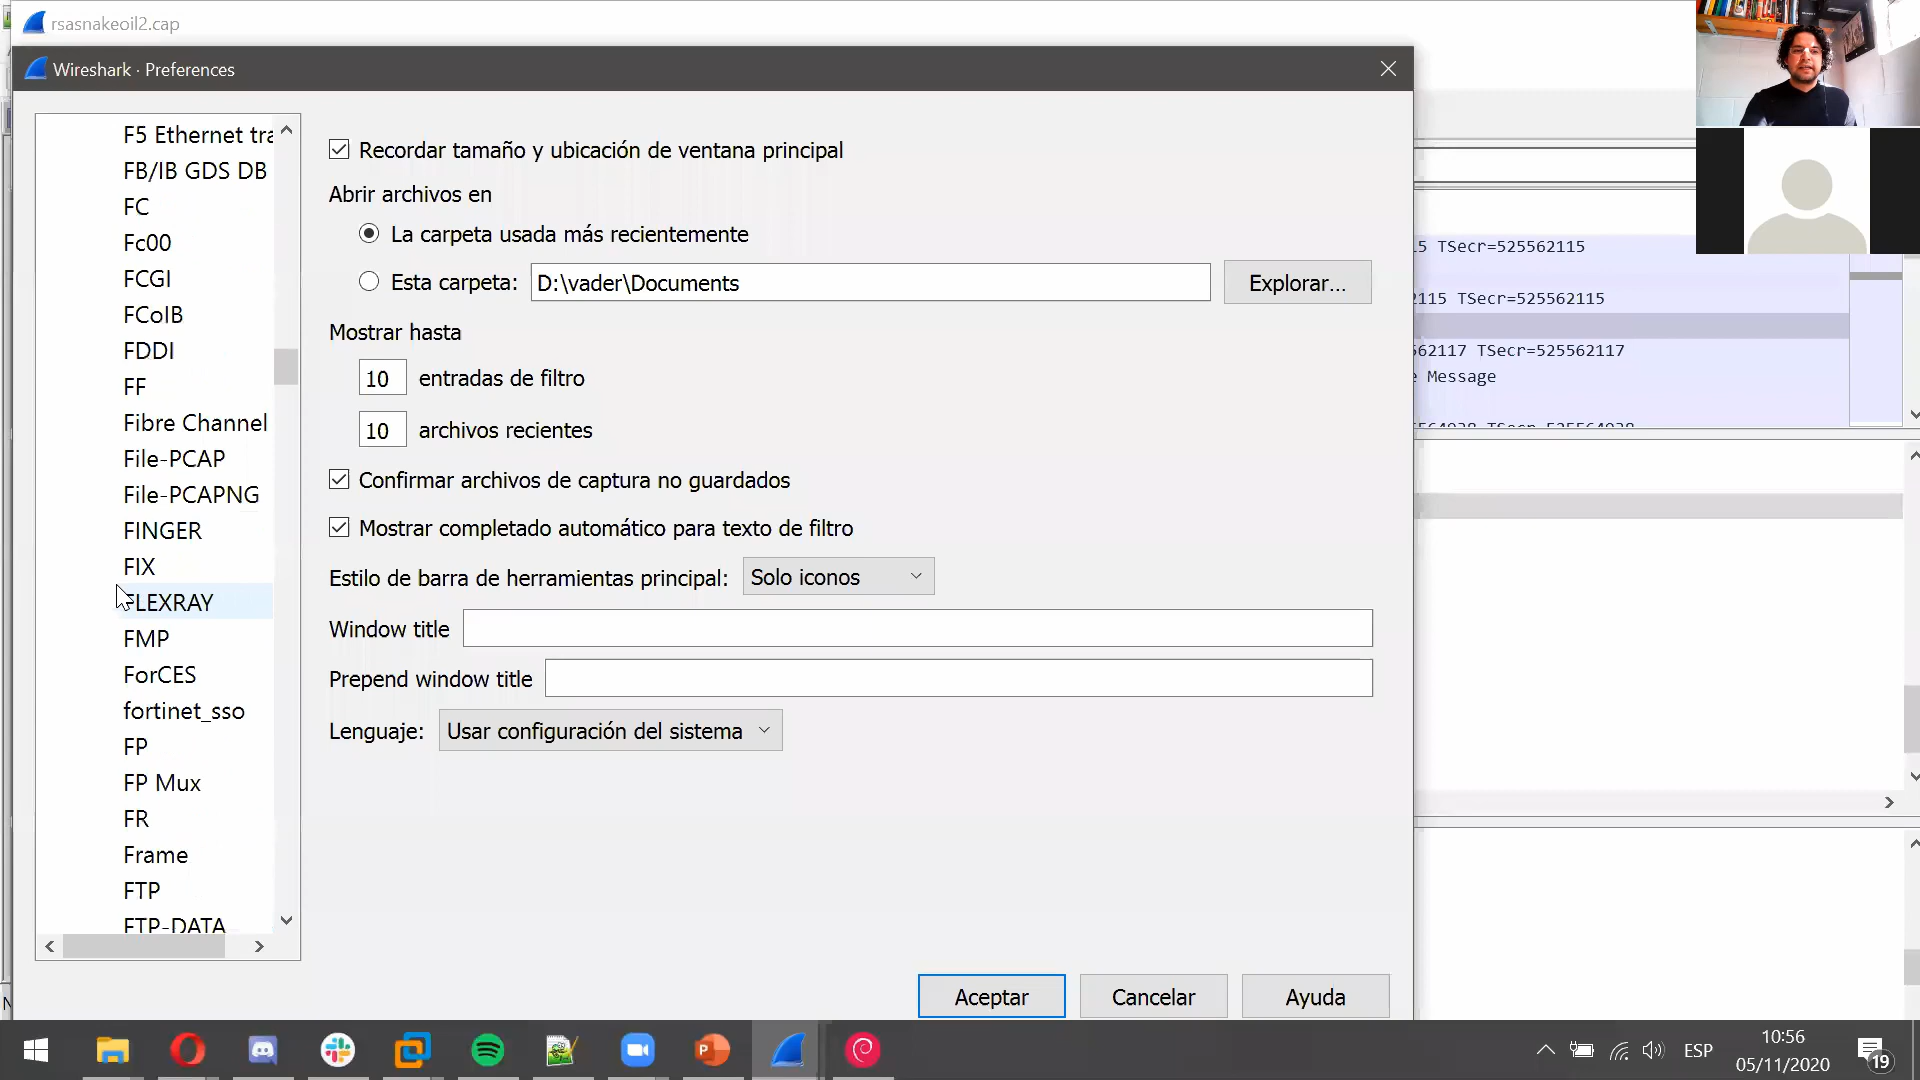 rsasnakeoil2.cap
Wireshark · Preferences
F5 Ethernet tra
FB/IB GDS DB
FC
Fc00
FCGI
FCoIB
FDDI
FF
Fibre Channel
File-PCAP
File-PCAPNG
FINGER
FIX
FLEXRAY
FMP
ForCES
fortinet_sso
FP
FP Mux
FR
Frame
FTP
FTP-DATA
Recordar tamaño y ubicación de ventana principal
Abrir archivos en
La carpeta usada más recientemente
Esta carpeta: D:\vader\Documents Explorar...
Mostrar hasta
10 entradas de filtro
10 archivos recientes
Confirmar archivos de captura no guardados
Mostrar completado automático para texto de filtro
Estilo de barra de herramientas principal: Solo iconos
Window title
Prepend window title
Lenguaje: Usar configuración del sistema
Aceptar Cancelar Ayuda
15 TSecr=525562115
2115 TSecr=525562115
562117 TSecr=525562117
e Message
ESP
10:56
05/11/2020
19